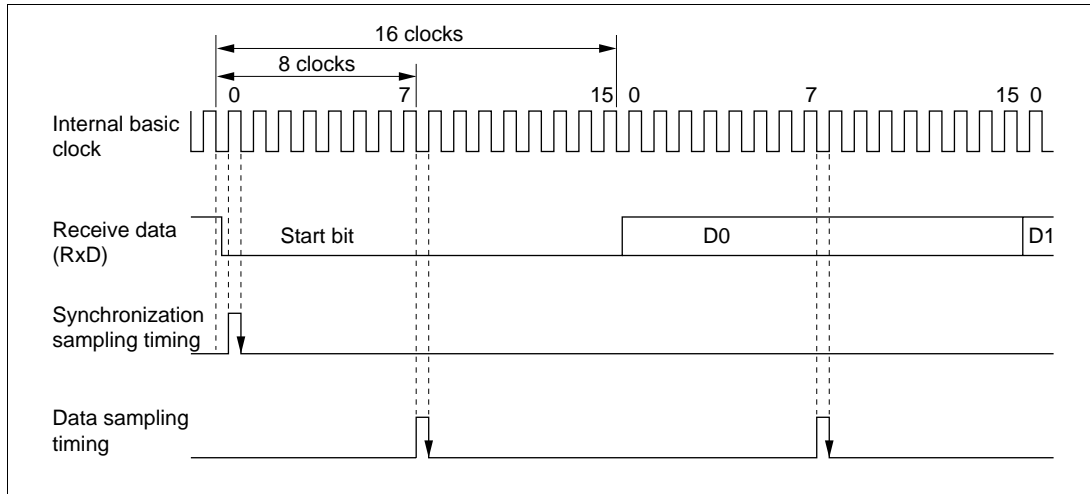 16 clocks
8 clocks
0 7 15 0 7 15 0
Internal basic
clock
Receive data
(RxD)
Start bit D0 D1
Synchronization
sampling timing
Data sampling
timing